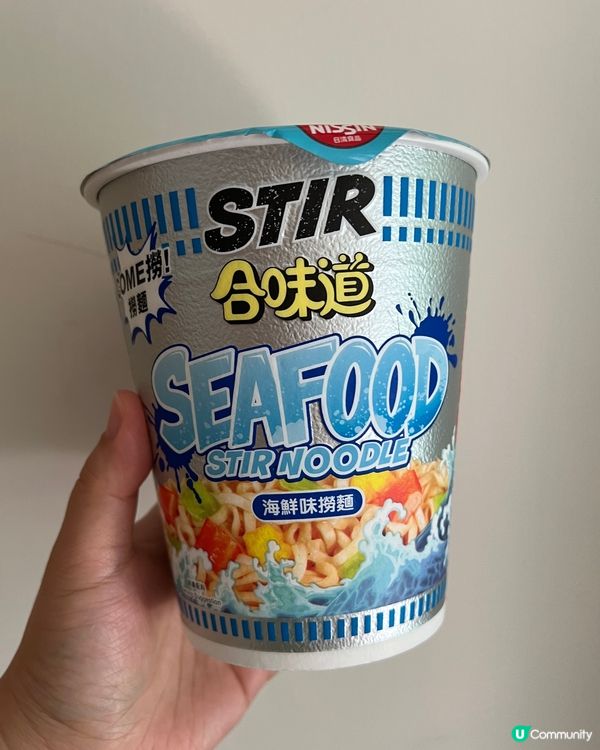 NISSIN
日清食品
STIR
OME撈!
撈麵
合味道
SEAFOOD
STIR NOODLE
海鮮味撈麵
U Community